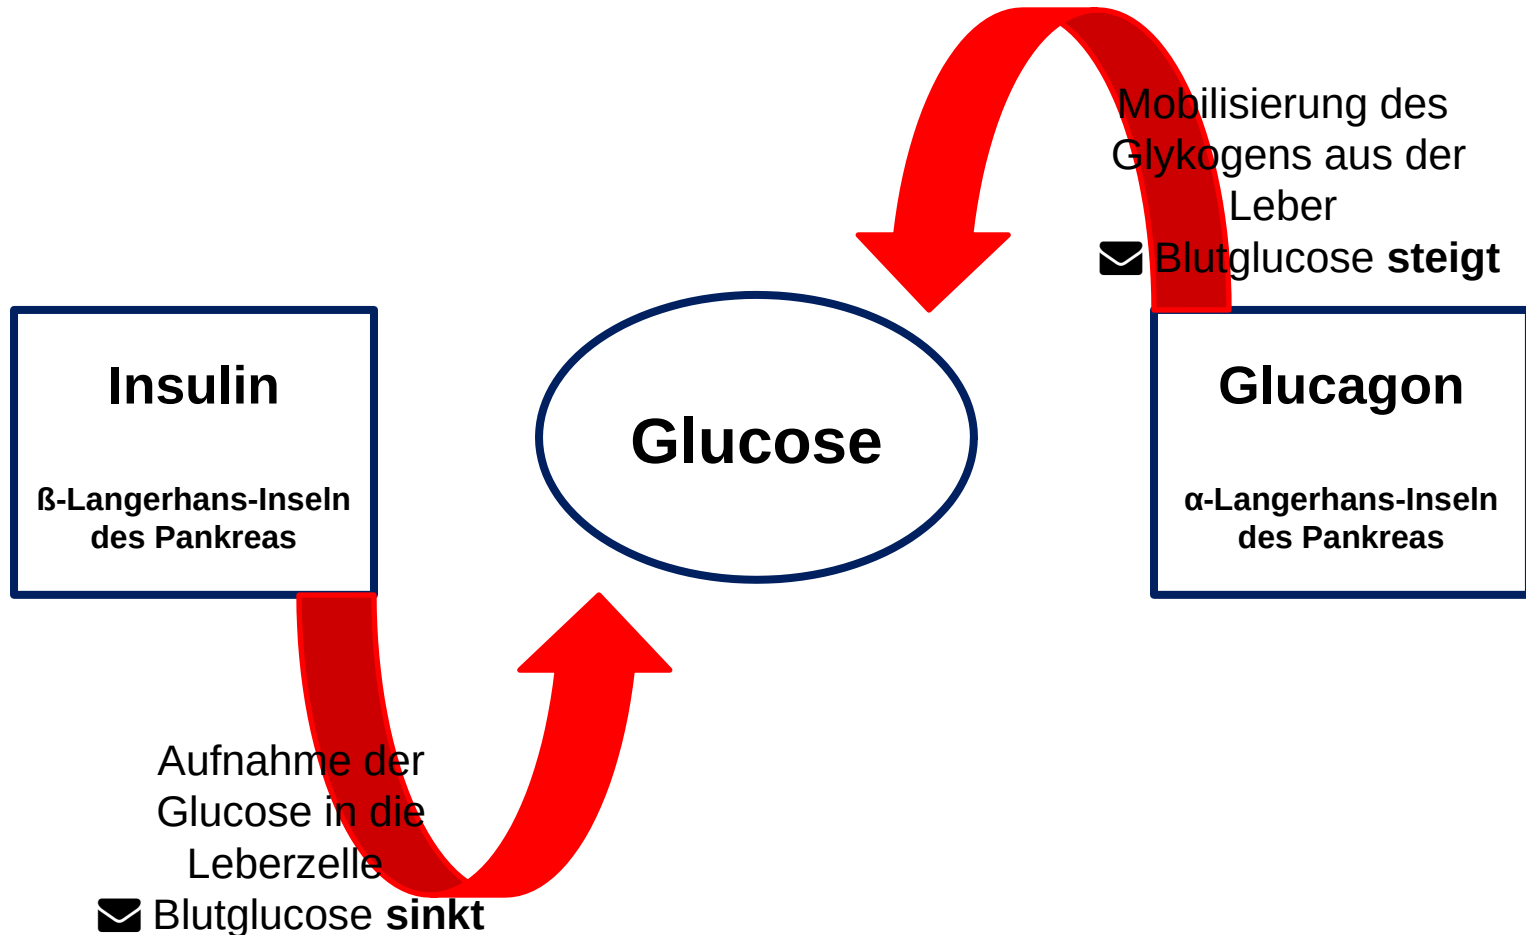 Mobilisierung des
Glykogens aus der
Leber
Blutglucose steigt
Insulin
ß-Langerhans-Inseln
des Pankreas
Glucose
Glucagon
α-Langerhans-Inseln
des Pankreas
Aufnahme der
Glucose in die
Leberzelle
Blutglucose sinkt